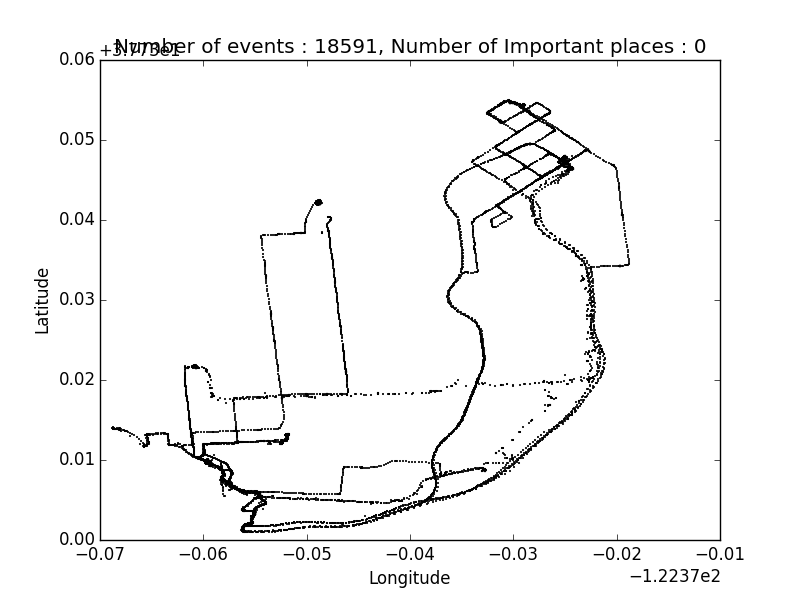 Number of events : 18591, Number of Important places : 0
+3.773e1
0.06
0.05
0.04
0.03
0.02
0.01
0.00
Latitude
−0.07 −0.06 −0.05 −0.04 −0.03 −0.02 −0.01
Longitude
−1.2237e2